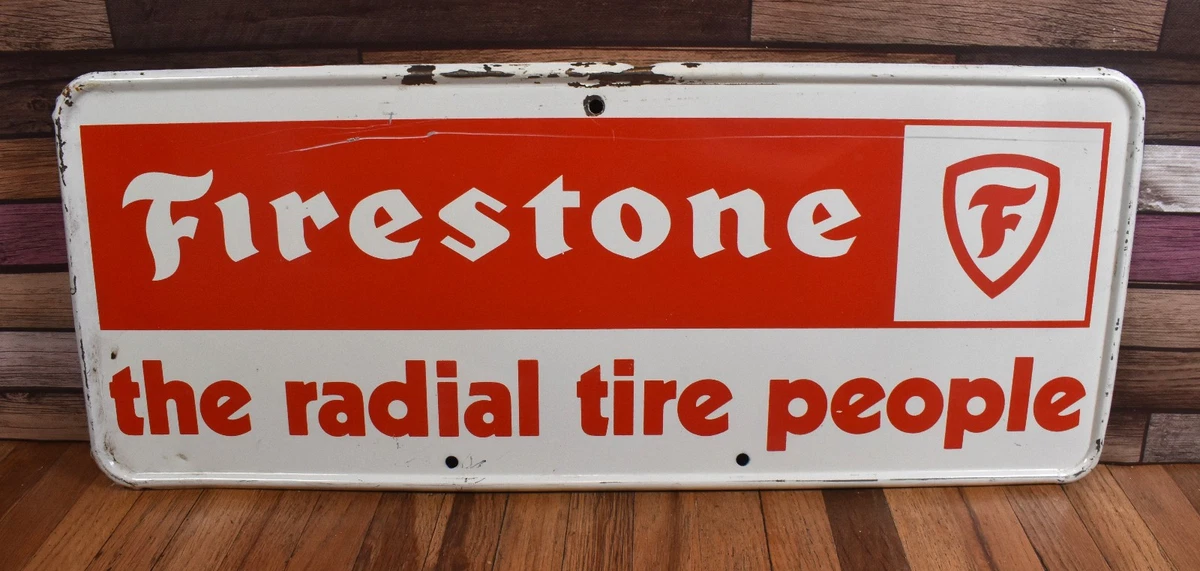 Firestone F
the radial tire people